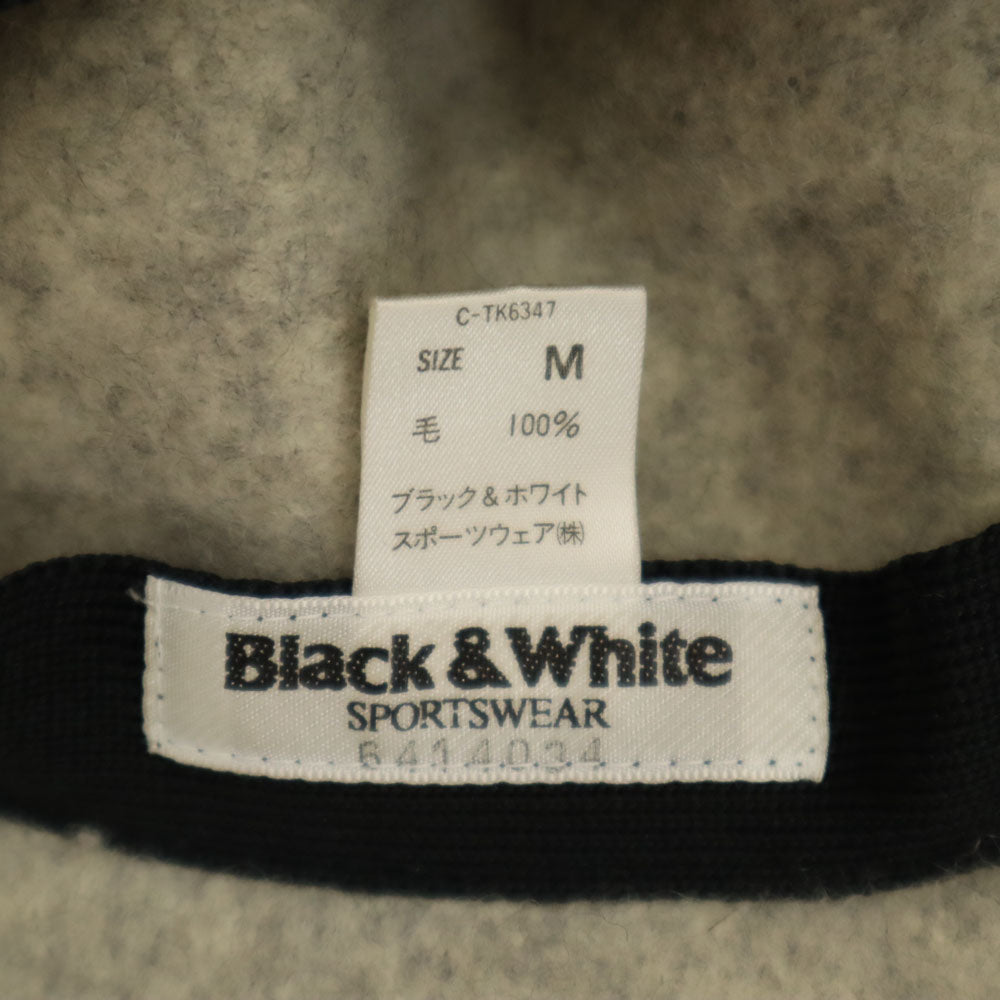 C-TK6347
SIZE M
毛 100%
ブラック&ホワイト
スポーツウェア㈱
Black & White
SPORTSWEAR
6414034